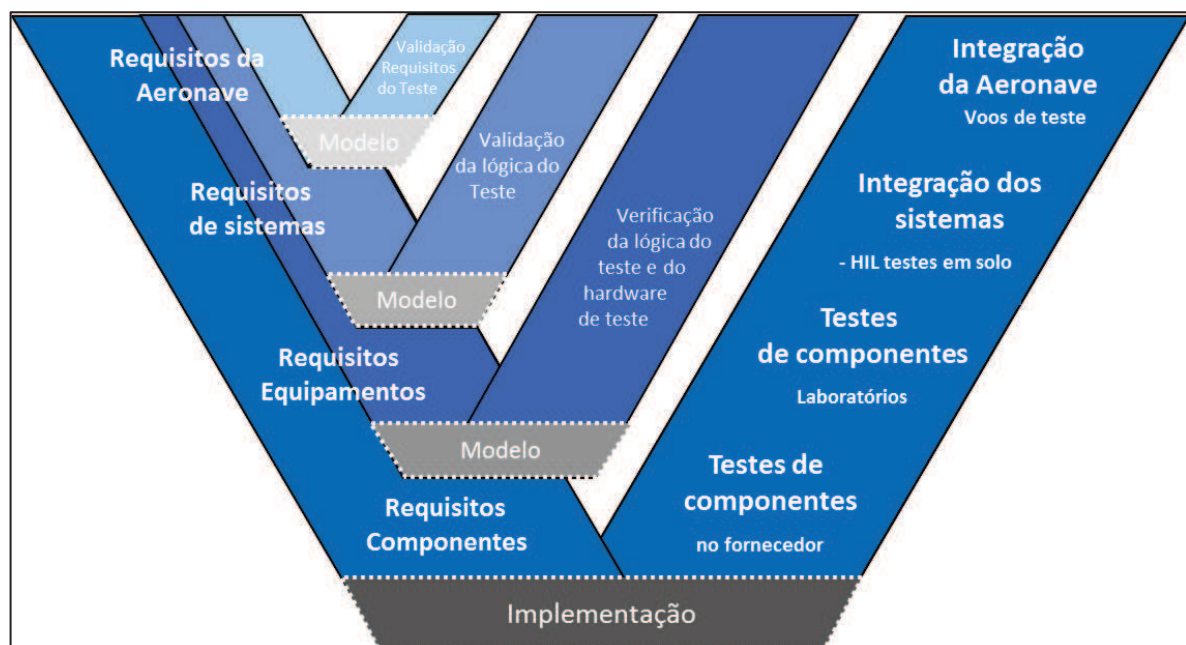 Requisitos da
Aeronave
Modelo
Requisitos
de sistemas
Modelo
Requisitos
Equipamentos
Modelo
Requisitos
Componentes
Implementação
Validação
Requisitos
do Teste
Validação
da lógica do
Teste
Verificação
da lógica do
teste e do
hardware
de teste
Integração
da Aeronave
Voos de teste
Integração dos
sistemas
- HIL testes em solo
Testes
de componentes
Laboratórios
Testes de
componentes
no fornecedor